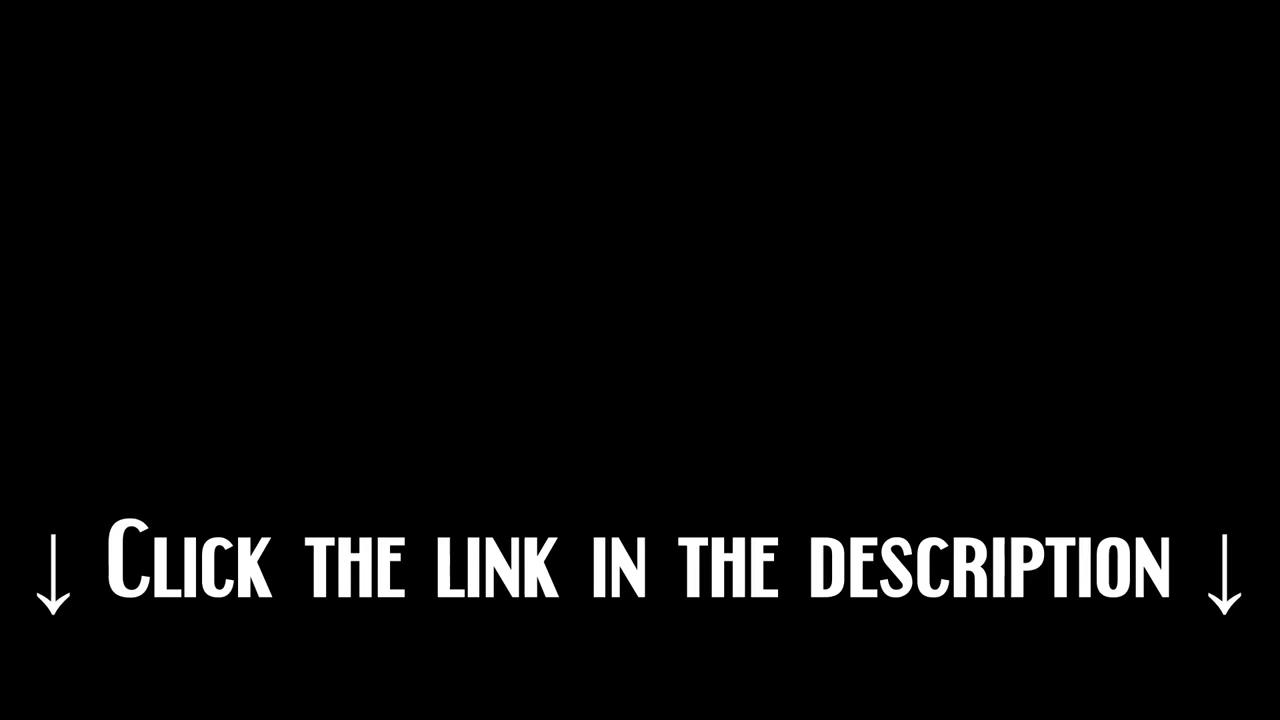 ↓ Click the link in the description ↓